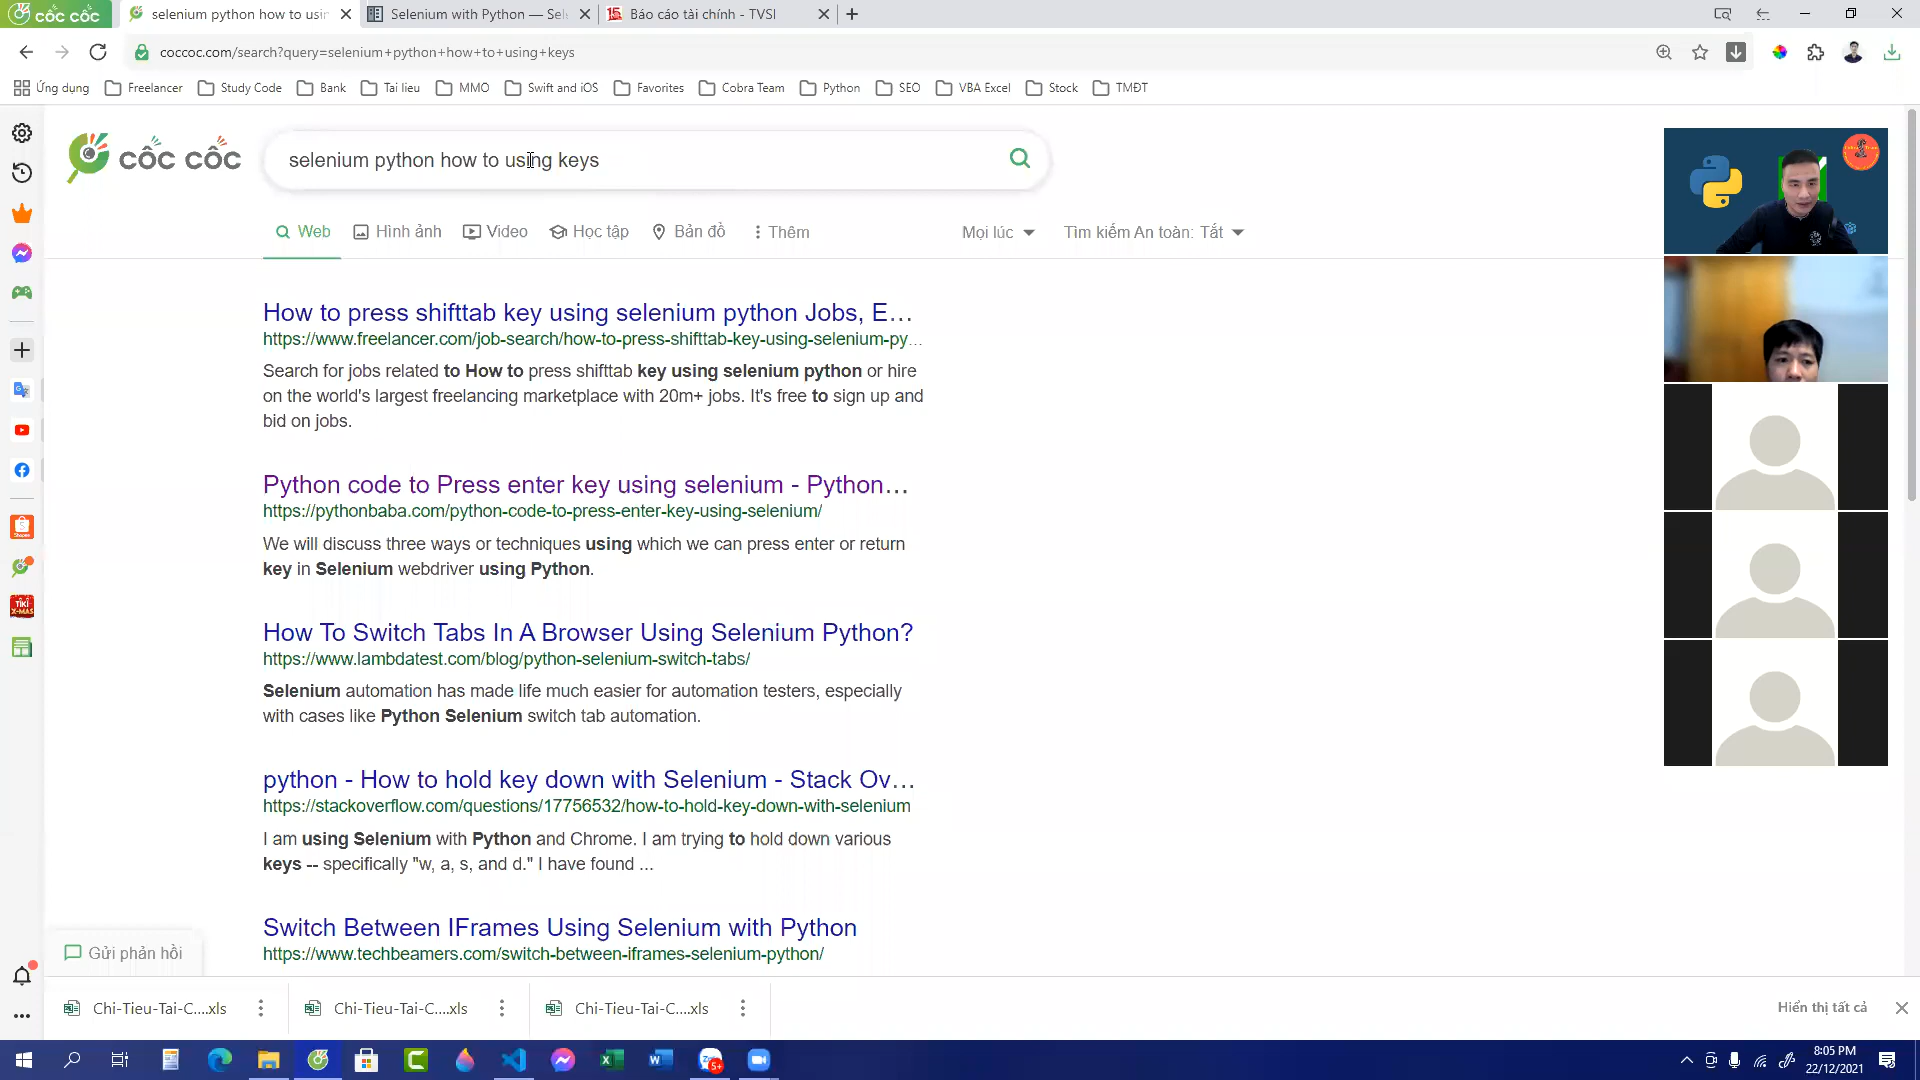 cốc cốc
selenium python how to usin
Selenium with Python — Sel
Báo cáo tài chính - TVSI
coccoc.com/search?query=selenium+python+how+to+using+keys
Ứng dụng
Freelancer
Study Code
Bank
Tai lieu
MMO
Swift and iOS
Favorites
Cobra Team
Python
SEO
VBA Excel
Stock
TMĐT
cốc cốc
selenium python how to using keys
Web
Hình ảnh
Video
Học tập
Bản đồ
Thêm
Mọi lúc
Tìm kiếm An toàn: Tắt
How to press shifttab key using selenium python Jobs, E...
https://www.freelancer.com/job-search/how-to-press-shifttab-key-using-selenium-py...
Search for jobs related to How to press shifttab key using selenium python or hire
on the world's largest freelancing marketplace with 20m+ jobs. It's free to sign up and
bid on jobs.
Python code to Press enter key using selenium - Python...
https://pythonbaba.com/python-code-to-press-enter-key-using-selenium/
We will discuss three ways or techniques using which we can press enter or return
key in Selenium webdriver using Python.
How To Switch Tabs In A Browser Using Selenium Python?
https://www.lambdatest.com/blog/python-selenium-switch-tabs/
Selenium automation has made life much easier for automation testers, especially
with cases like Python Selenium switch tab automation.
python - How to hold key down with Selenium - Stack Ov...
https://stackoverflow.com/questions/17756532/how-to-hold-key-down-with-selenium
I am using Selenium with Python and Chrome. I am trying to hold down various
keys -- specifically "w, a, s, and d." I have found ...
Switch Between IFrames Using Selenium with Python
https://www.techbeamers.com/switch-between-iframes-selenium-python/
Gửi phản hồi
Chi-Tieu-Tai-C....xls
Chi-Tieu-Tai-C....xls
Chi-Tieu-Tai-C....xls
Hiển thị tất cả
8:05 PM
22/12/2021